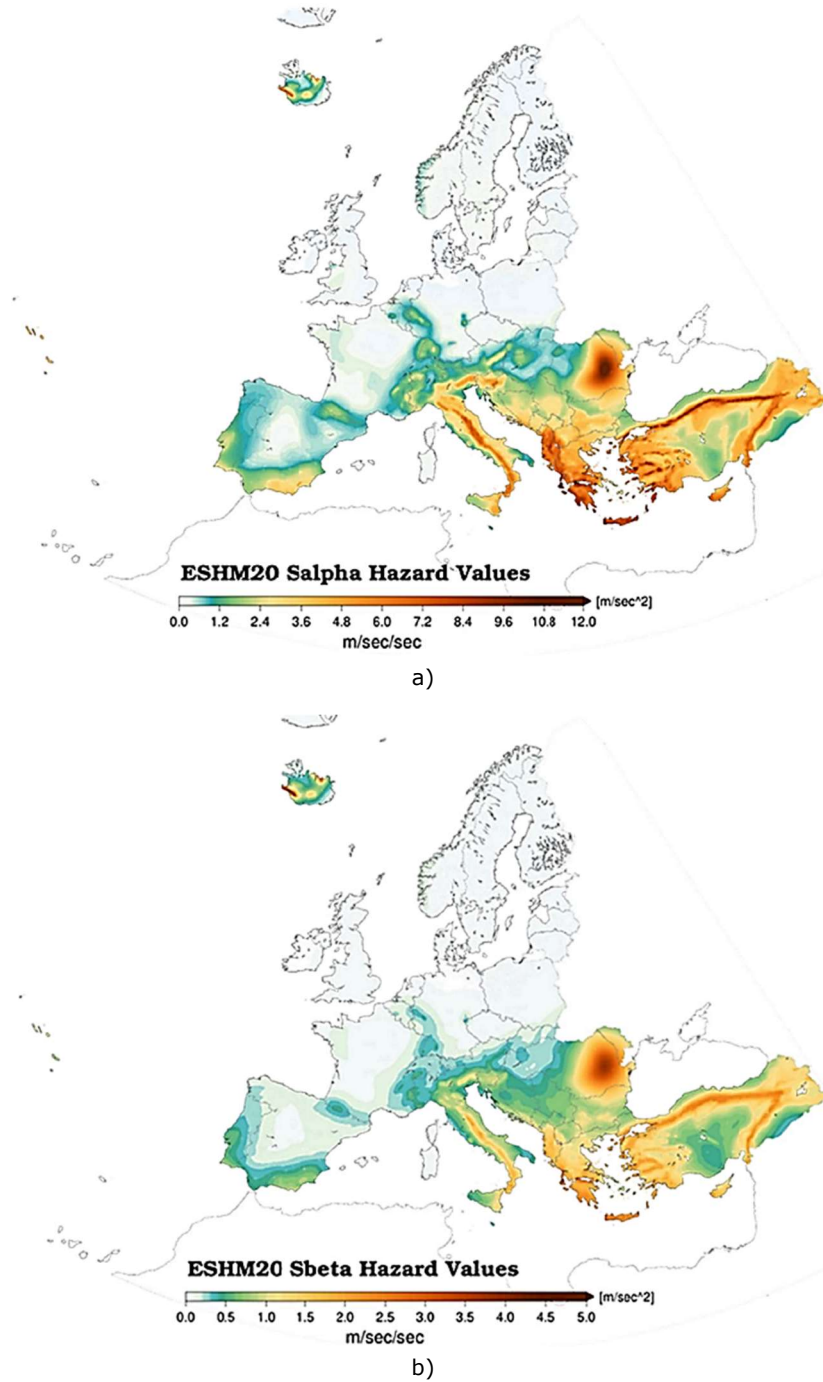 ESHM20 Salpha Hazard Values
[m/sec^2]
0.0 1.2 2.4 3.6 4.8 6.0 7.2 8.4 9.6 10.8 12.0
m/sec/sec
a)
ESHM20 Sbeta Hazard Values
[m/sec^2]
0.0 0.5 1.0 1.5 2.0 2.5 3.0 3.5 4.0 4.5 5.0
m/sec/sec
b)